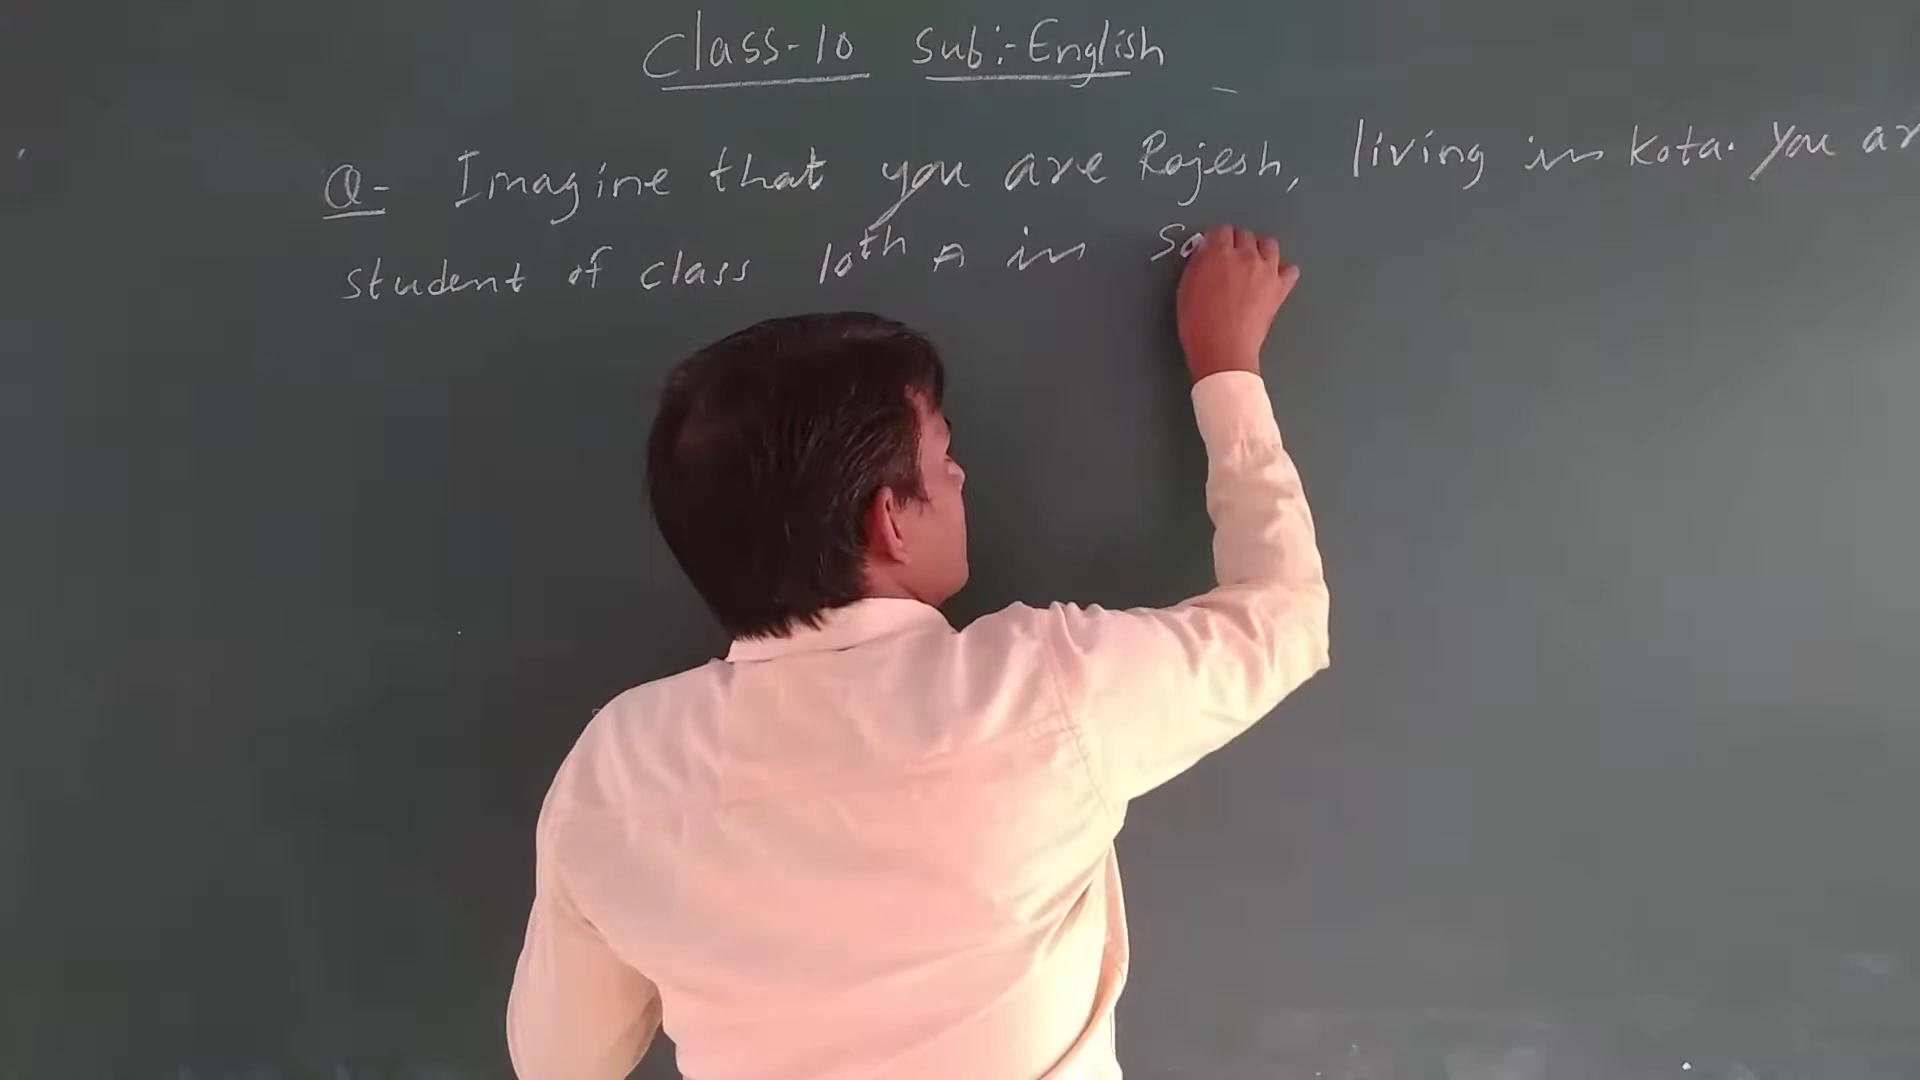 Class-10 Sub:-English
Q- Imagine that you are Rajesh, living in Kota. You ar
student of class 10th A in So